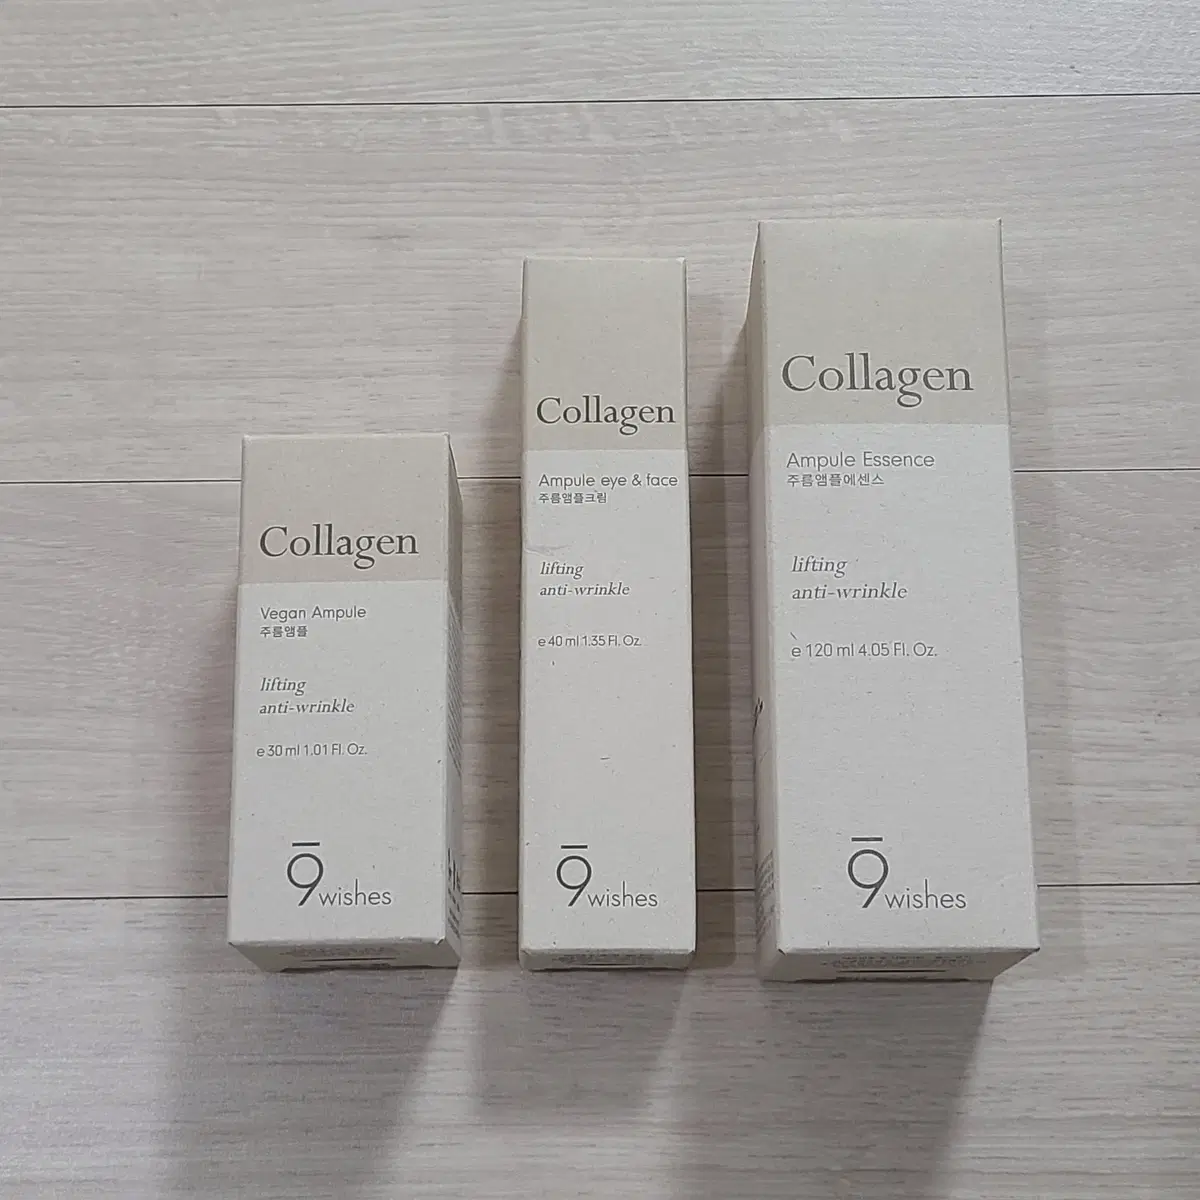 Collagen
Vegan Ampule
주름앰플
lifting
anti-wrinkle
e 30 ml 1.01 Fl. Oz.
9wishes
Collagen
Ampule eye & face
주름앰플크림
lifting
anti-wrinkle
e 40 ml 1.35 Fl. Oz.
9wishes
Collagen
Ampule Essence
주름앰플에센스
lifting
anti-wrinkle
e 120 ml 4.05 Fl. Oz.
9wishes